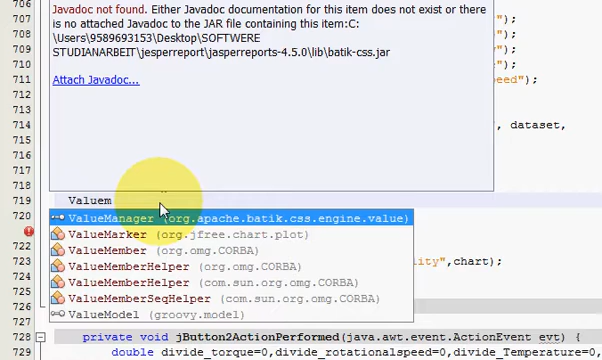 706
707
708
709
710
711
712
713
714
715
716
717
718
719
720
722
723
724
725
726
728
729
Javadoc not found. Either Javadoc documentation for this item does not exist or there
is no attached Javadoc to the JAR file containing this item:C:
\Users\9589693153\Desktop\SOFTWERE
STUDIANARBEIT\jesperreport\jasperreports-4.5.0\lib\batik-css.jar
Attach Javadoc...
");
y");
");
e");
eed");
", dataset,
Valuem
ValueManager (org.apache.batik.css.engine.value)
ValueMarker (org.jfree.chart.plot)
ValueMember (org.omg.CORBA)
ValueMemberHelper (org.omg.CORBA)
ValueMemberHelper (com.sun.org.omg.CORBA)
ValueMemberSeqHelper (com.sun.org.omg.CORBA)
ValueModel (groovy.model)
lity",chart);
private void jButton2ActionPerformed(java.awt.event.ActionEvent evt) {
double divide_torque=0,divide_rotationalspeed=0,divide_Temperature=0,